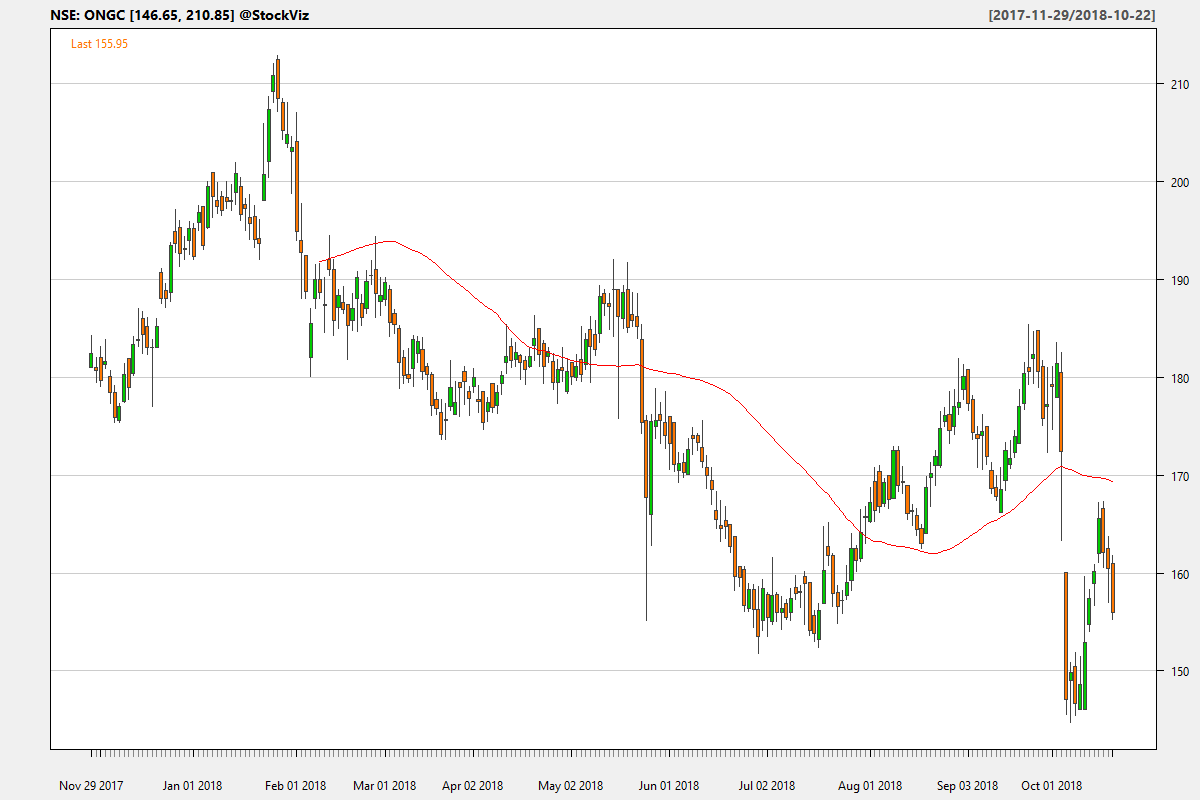 NSE: ONGC [146.65, 210.85] @StockViz
[2017-11-29/2018-10-22]
Last 155.95
210
200
190
180
170
160
150
Nov 29 2017
Jan 01 2018
Feb 01 2018
Mar 01 2018
Apr 02 2018
May 02 2018
Jun 01 2018
Jul 02 2018
Aug 01 2018
Sep 03 2018
Oct 01 2018